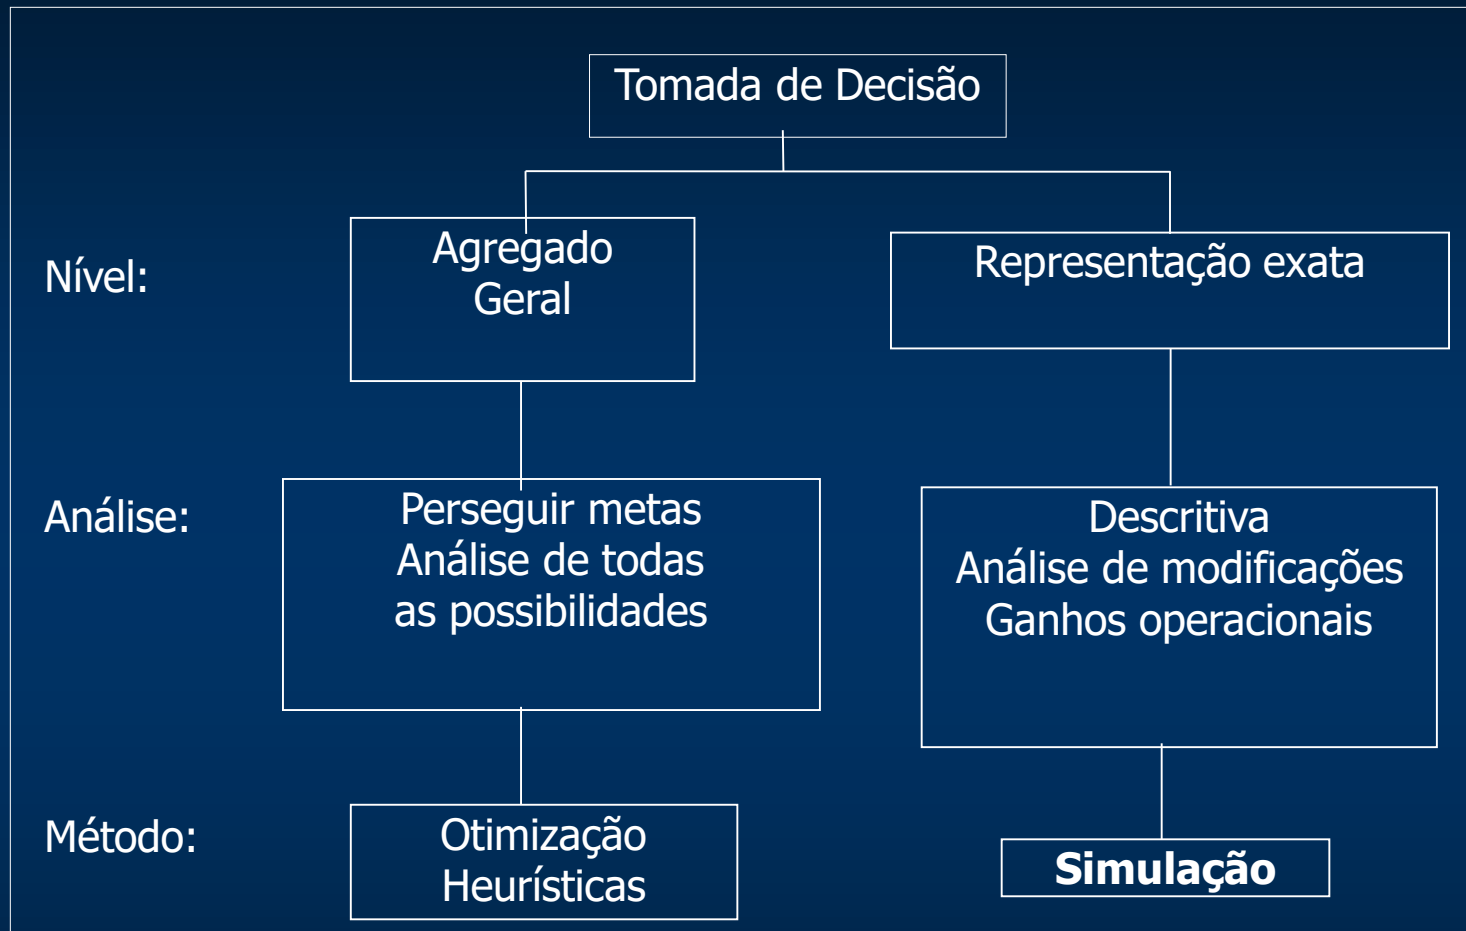 Tomada de Decisão
Nível:
Agregado
Geral
Representação exata
Análise:
Perseguir metas
Análise de todas
as possibilidades
Descritiva
Análise de modificações
Ganhos operacionais
Método:
Otimização
Heurísticas
Simulação